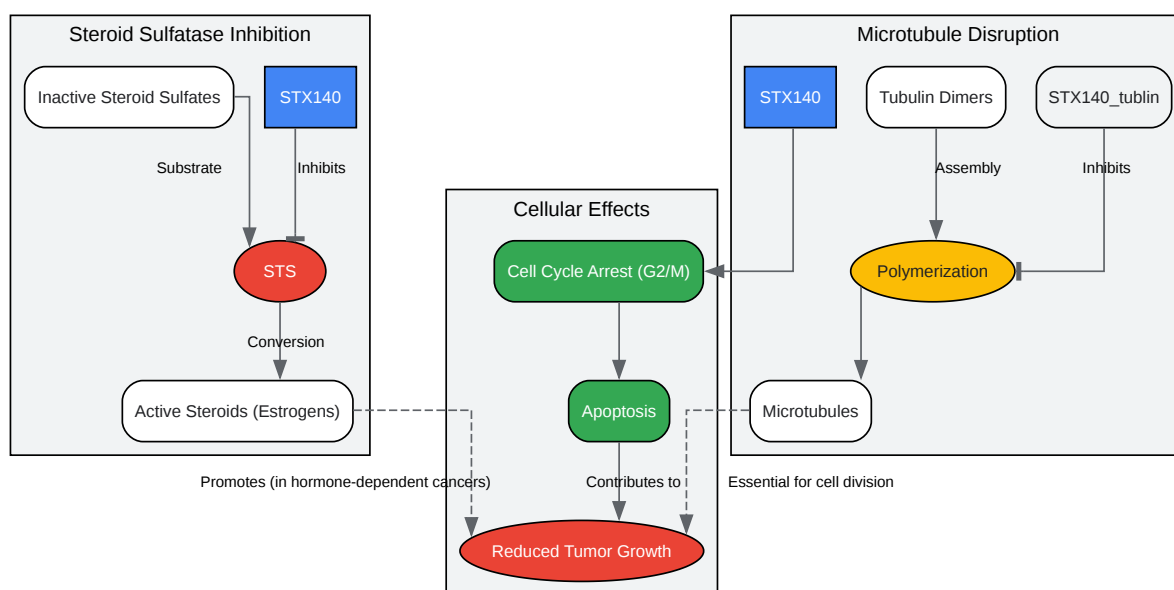 Steroid Sulfatase Inhibition
Microtubule Disruption
Inactive Steroid Sulfates
STX140
STX140
Tubulin Dimers
STX140_tublin
Substrate
Inhibits
Assembly
Inhibits
Cellular Effects
STS
Cell Cycle Arrest (G2/M)
Polymerization
Conversion
Active Steroids (Estrogens)
Apoptosis
Microtubules
Promotes (in hormone-dependent cancers)
Contributes to
Essential for cell division
Reduced Tumor Growth